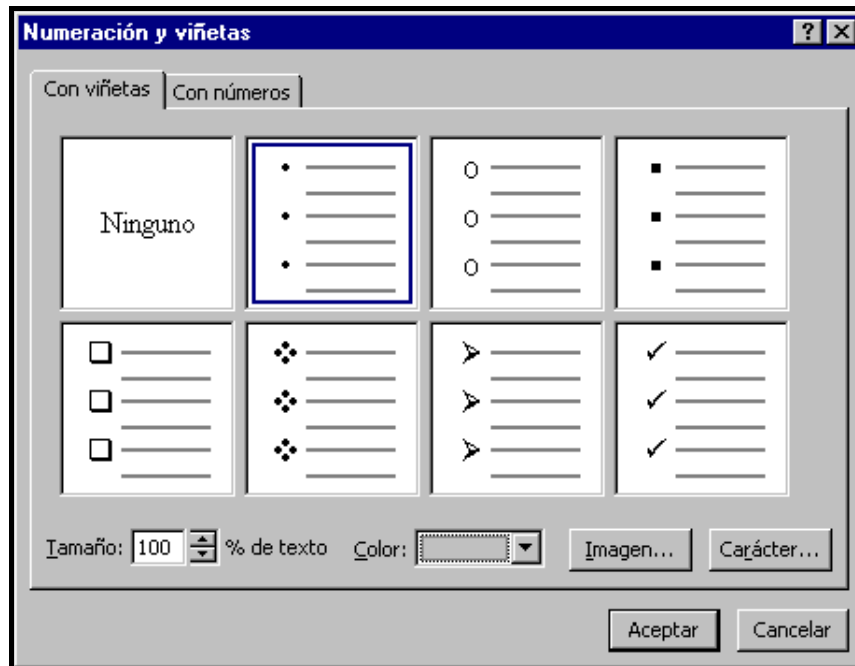 Numeración y viñetas
Con viñetas Con números
Ninguno
Tamaño: 100 % de texto Color: Imagen... Carácter...
Aceptar Cancelar